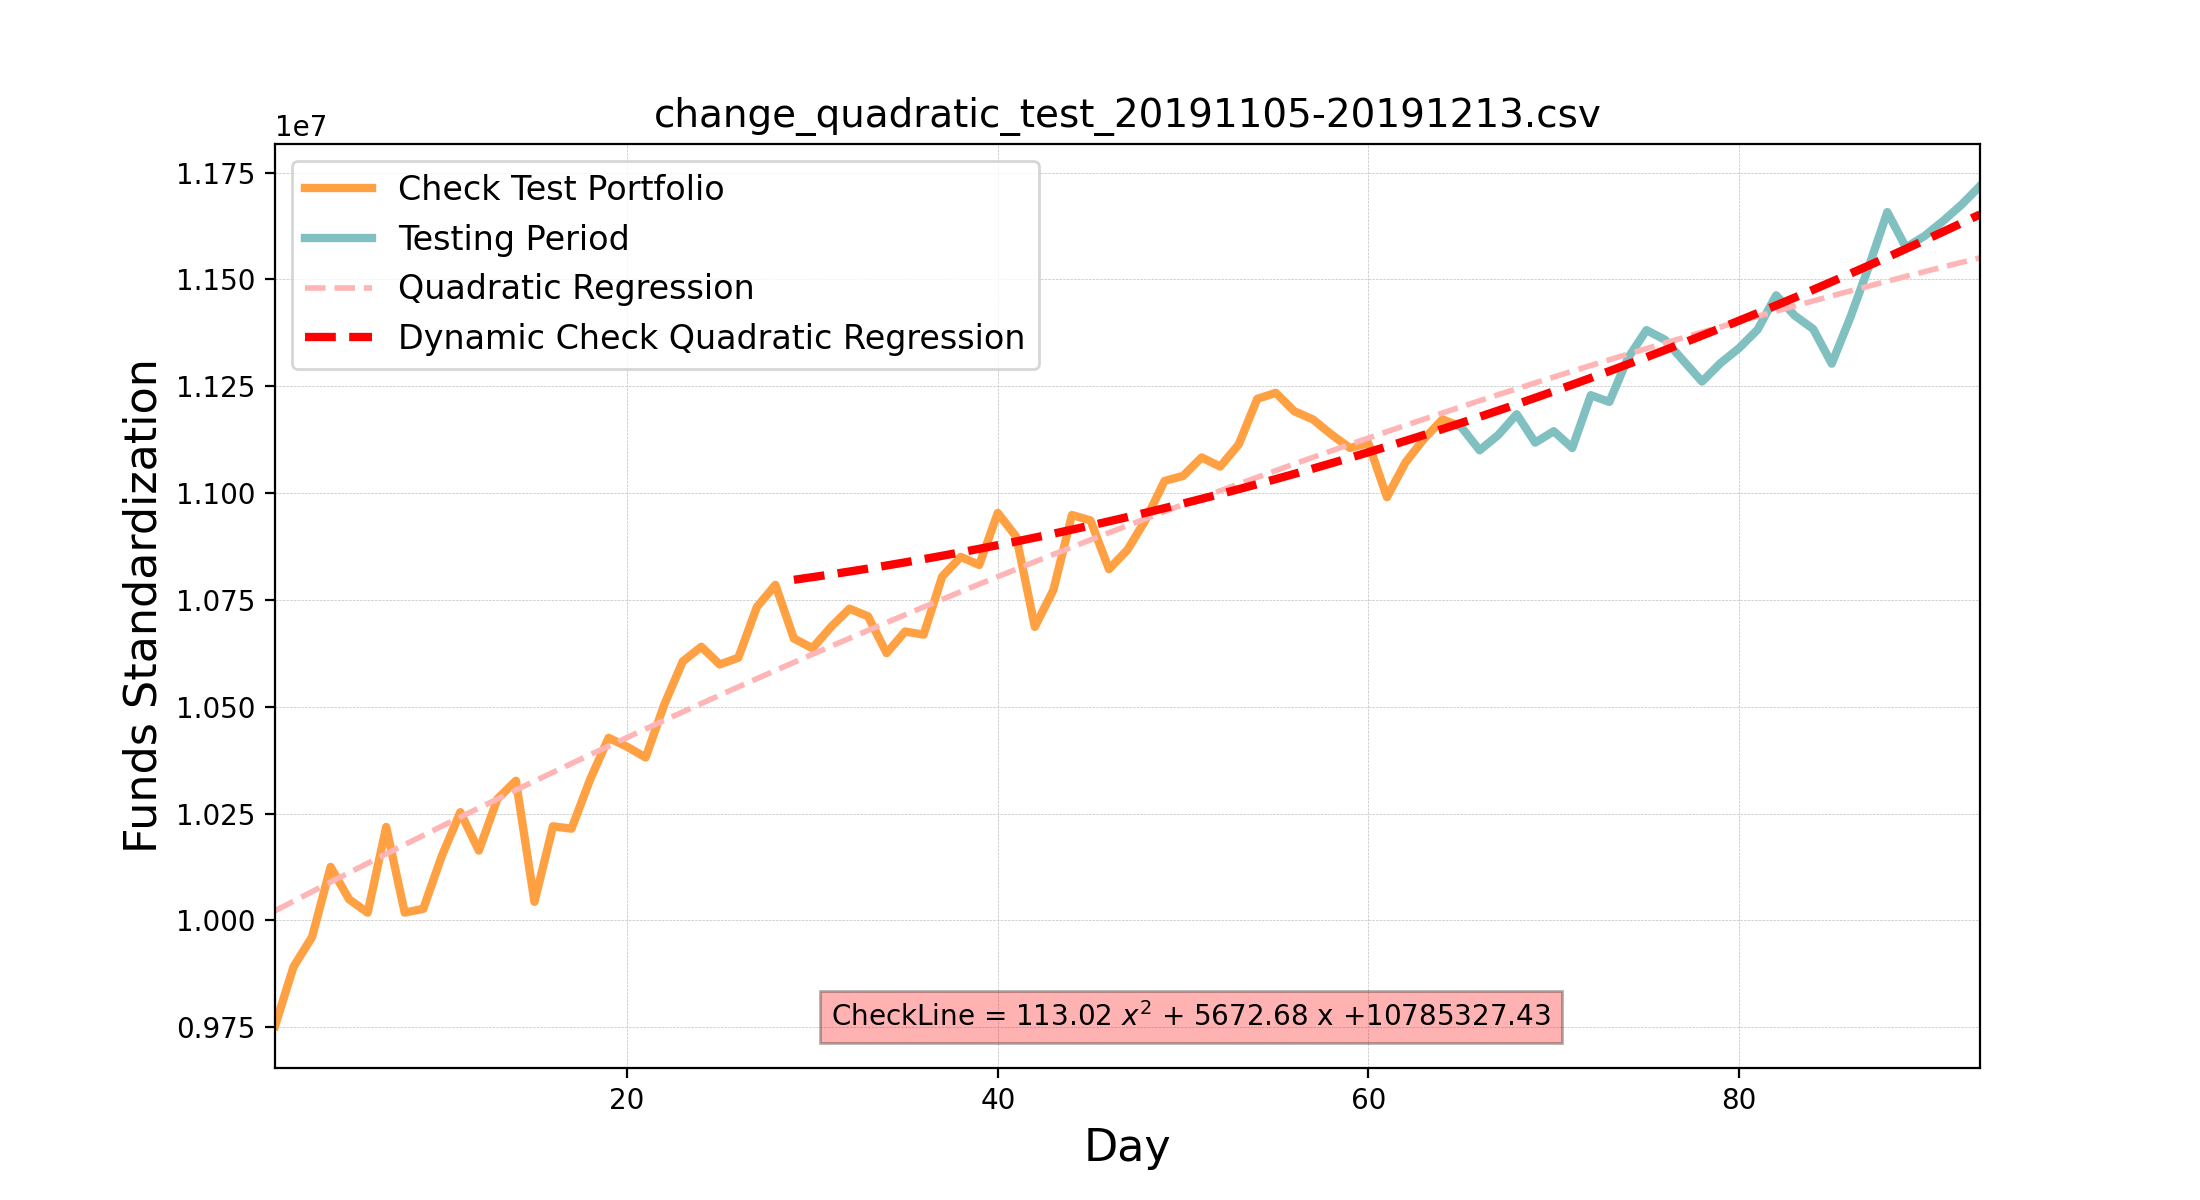 change_quadratic_test_20191105-20191213.csv
1e7
Check Test Portfolio
Testing Period
Quadratic Regression
Dynamic Check Quadratic Regression
Funds Standardization
1.175
1.150
1.125
1.100
1.075
1.050
1.025
1.000
0.975
CheckLine = 113.02 x² + 5672.68 x +10785327.43
20 40 60 80
Day